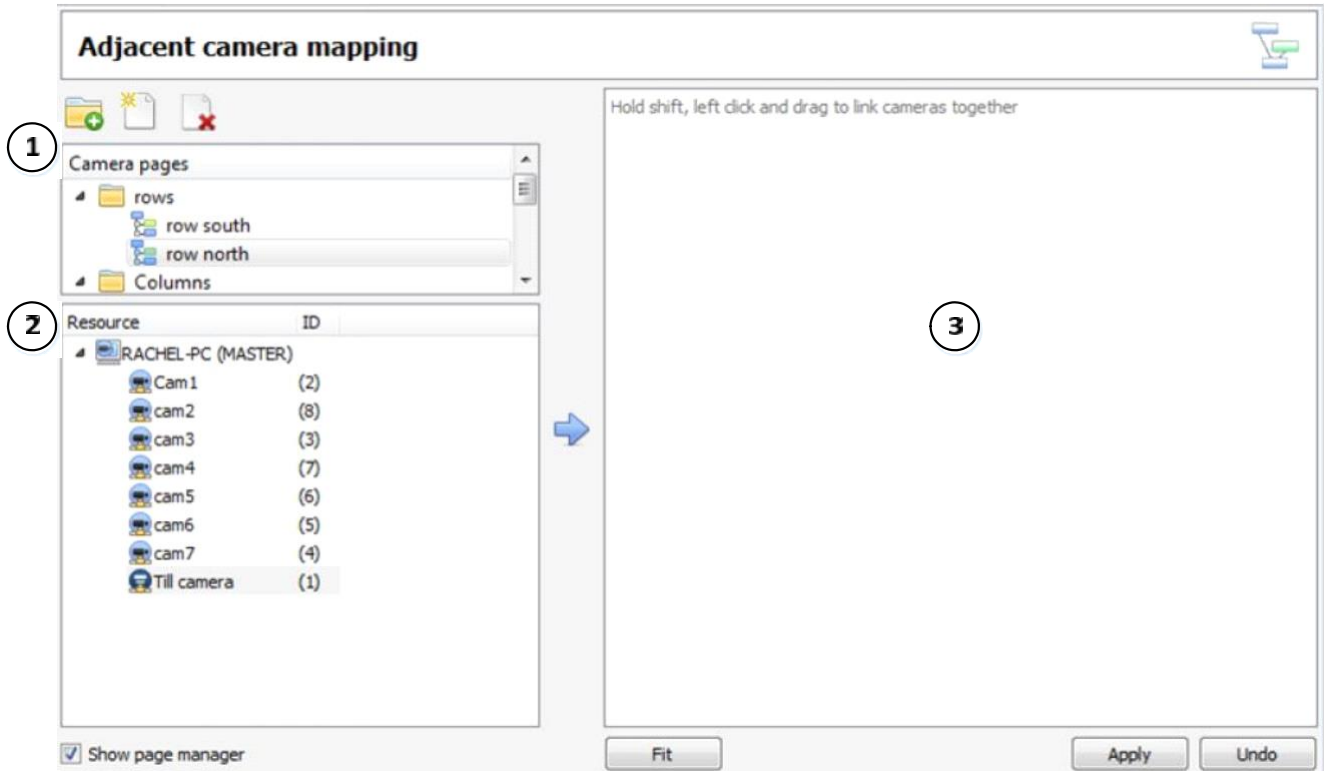 Adjacent camera mapping
Hold shift, left click and drag to link cameras together
1
Camera pages
rows
row south
row north
Columns
2
Resource ID
RACHEL-PC (MASTER)
Cam1 (2)
cam2 (8)
cam3 (3)
cam4 (7)
cam5 (6)
cam6 (5)
cam7 (4)
Till camera (1)
3
Show page manager
Fit
Apply
Undo